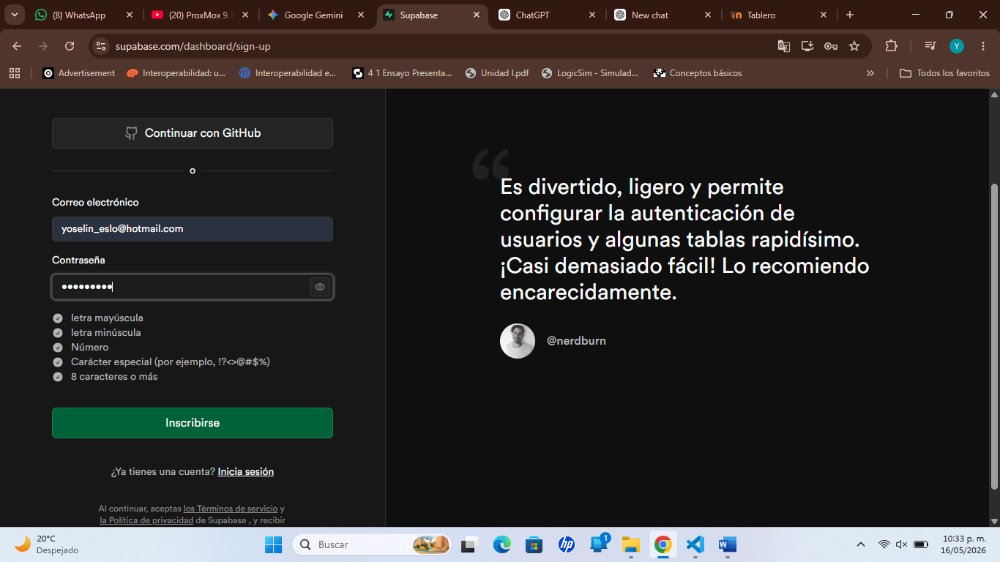 (8) WhatsApp
(20) ProxMox 9.1
Google Gemini
Supabase
ChatGPT
New chat
Tablero
supabase.com/dashboard/sign-up
Y
Advertisement
Interoperabilidad: u...
Interoperabilidad e...
4 1 Ensayo Presenta...
Unidad I.pdf
LogicSim - Simulad...
Conceptos básicos
Todos los favoritos
Continuar con GitHub
o
Correo electrónico
yoselin_eslo@hotmail.com
Contraseña
letra mayúscula
letra minúscula
Número
Carácter especial (por ejemplo, !?<>@#$%)
8 caracteres o más
Inscribirse
¿Ya tienes una cuenta? Inicia sesión
Al continuar, aceptas los Términos de servicio y
la Política de privacidad de Supabase , y recibir
Es divertido, ligero y permite
configurar la autenticación de
usuarios y algunas tablas rapidísimo.
¡Casi demasiado fácil! Lo recomiendo
encarecidamente.
@nerdburn
20°C
Despejado
Buscar
hp
1
10:33 p. m.
16/05/2026